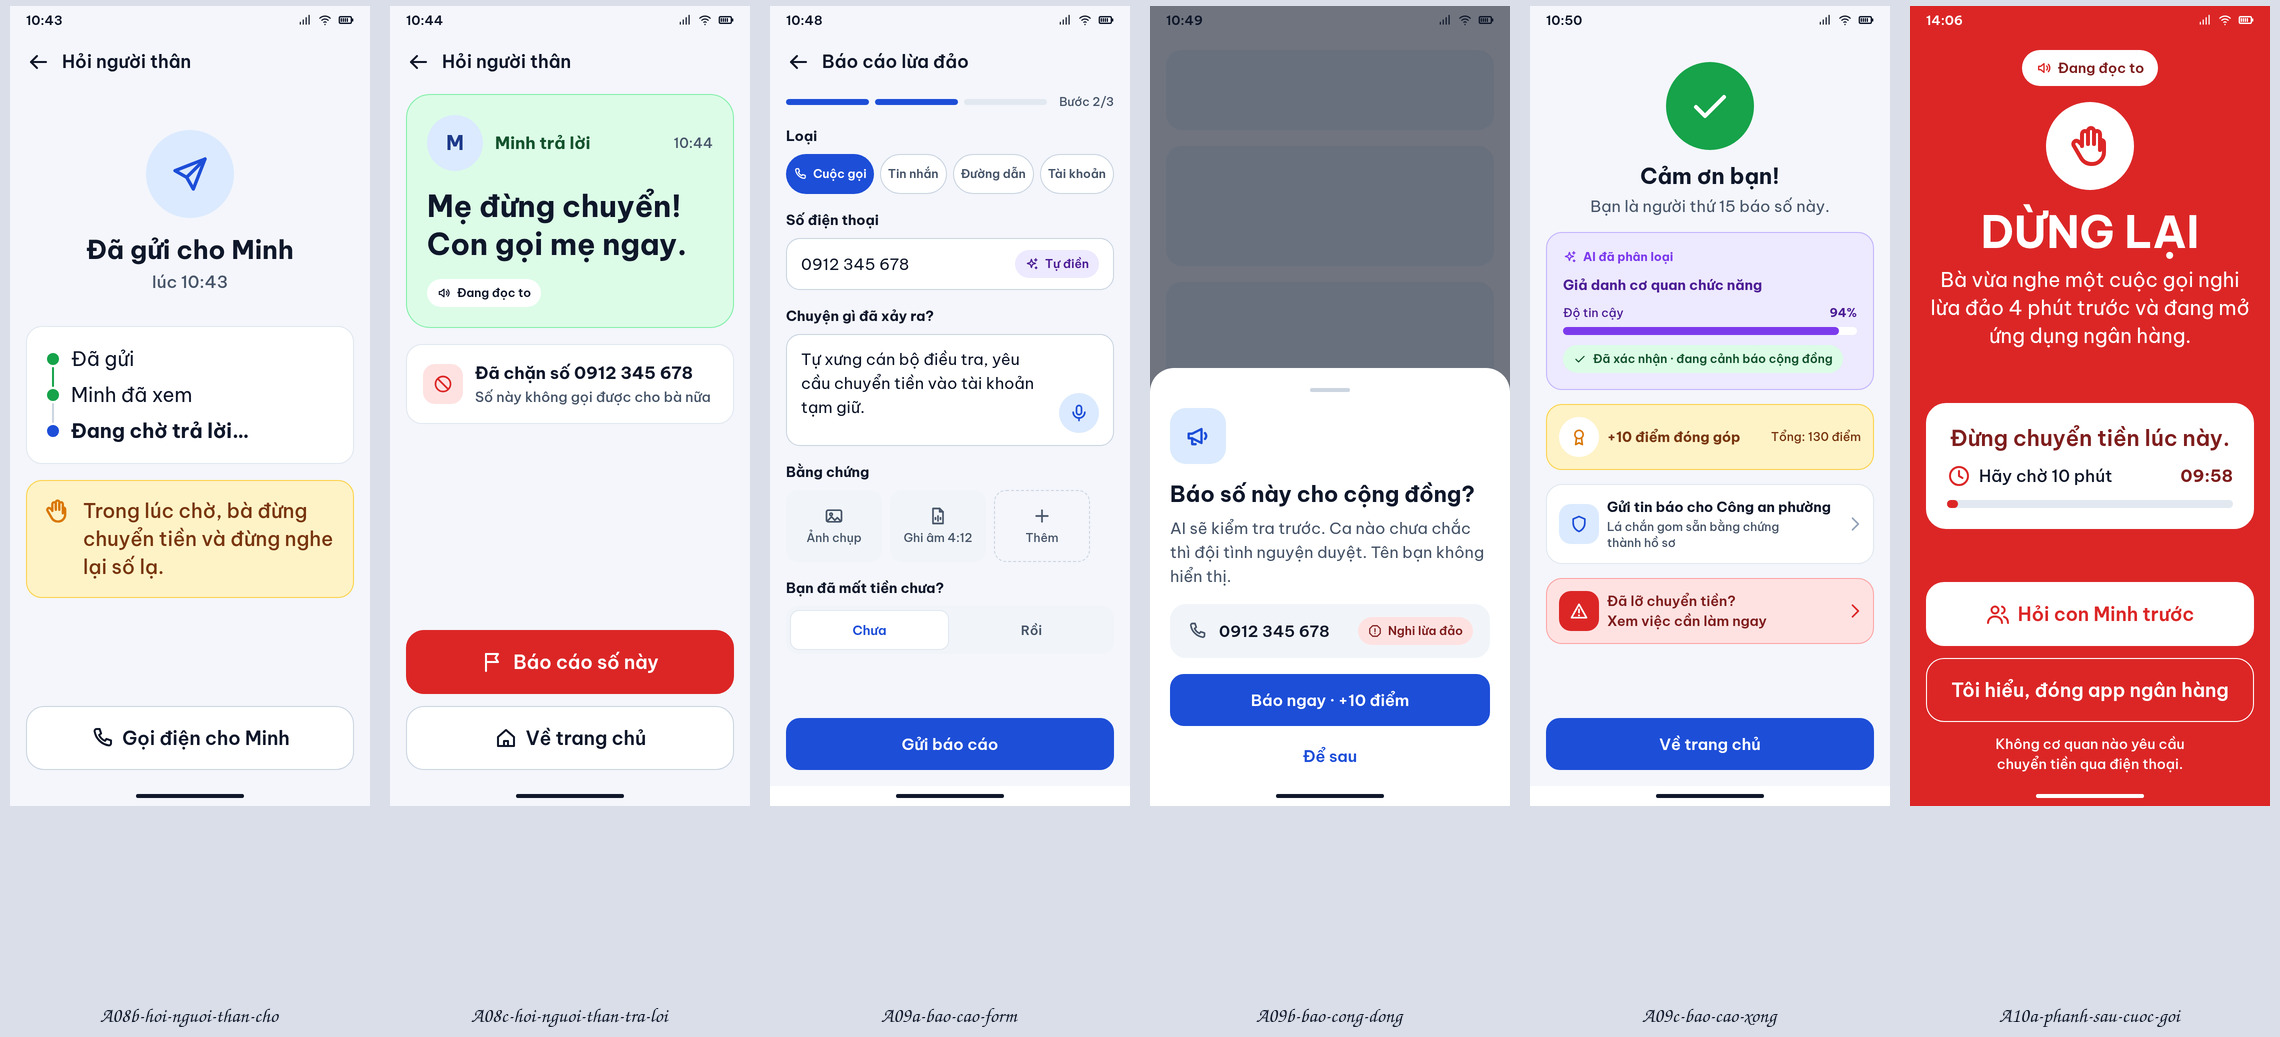 10:43
Hỏi người thân
Đã gửi cho Minh
lúc 10:43
Đã gửi
Minh đã xem
Đang chờ trả lời...
Trong lúc chờ, bà đừng
chuyển tiền và đừng nghe
lại số lạ.
Gọi điện cho Minh
A08b-hoi-nguoi-than-cho
10:44
Hỏi người thân
M
Minh trả lời
10:44
Mẹ đừng chuyển!
Con gọi mẹ ngay.
Đang đọc to
Đã chặn số 0912 345 678
Số này không gọi được cho bà nữa
Báo cáo số này
Về trang chủ
A08c-hoi-nguoi-than-tra-loi
10:48
Báo cáo lừa đảo
Bước 2/3
Loại
Cuộc gọi
Tin nhắn
Đường dẫn
Tài khoản
Số điện thoại
0912 345 678
Tự điền
Chuyện gì đã xảy ra?
Tự xưng cán bộ điều tra, yêu
cầu chuyển tiền vào tài khoản
tạm giữ.
Bằng chứng
Ảnh chụp
Ghi âm 4:12
Thêm
Bạn đã mất tiền chưa?
Chưa
Rồi
Gửi báo cáo
A09a-bao-cao-form
10:49
Báo số này cho cộng đồng?
AI sẽ kiểm tra trước. Ca nào chưa chắc
thì đội tình nguyện duyệt. Tên bạn không
hiển thị.
0912 345 678
Nghi lừa đảo
Báo ngay · +10 điểm
Để sau
A09b-bao-cong-dong
10:50
Cảm ơn bạn!
Bạn là người thứ 15 báo số này.
AI đã phân loại
Giả danh cơ quan chức năng
Độ tin cậy
94%
Đã xác nhận · đang cảnh báo cộng đồng
+10 điểm đóng góp
Tổng: 130 điểm
Gửi tin báo cho Công an phường
Lá chắn gom sẵn bằng chứng
thành hồ sơ
Đã lỡ chuyển tiền?
Xem việc cần làm ngay
Về trang chủ
A09c-bao-cao-xong
14:06
Đang đọc to
DỪNG LẠI
Bà vừa nghe một cuộc gọi nghi
lừa đảo 4 phút trước và đang mở
ứng dụng ngân hàng.
Đừng chuyển tiền lúc này.
Hãy chờ 10 phút
09:58
Hỏi con Minh trước
Tôi hiểu, đóng app ngân hàng
Không cơ quan nào yêu cầu
chuyển tiền qua điện thoại.
A10a-phanh-sau-cuoc-goi